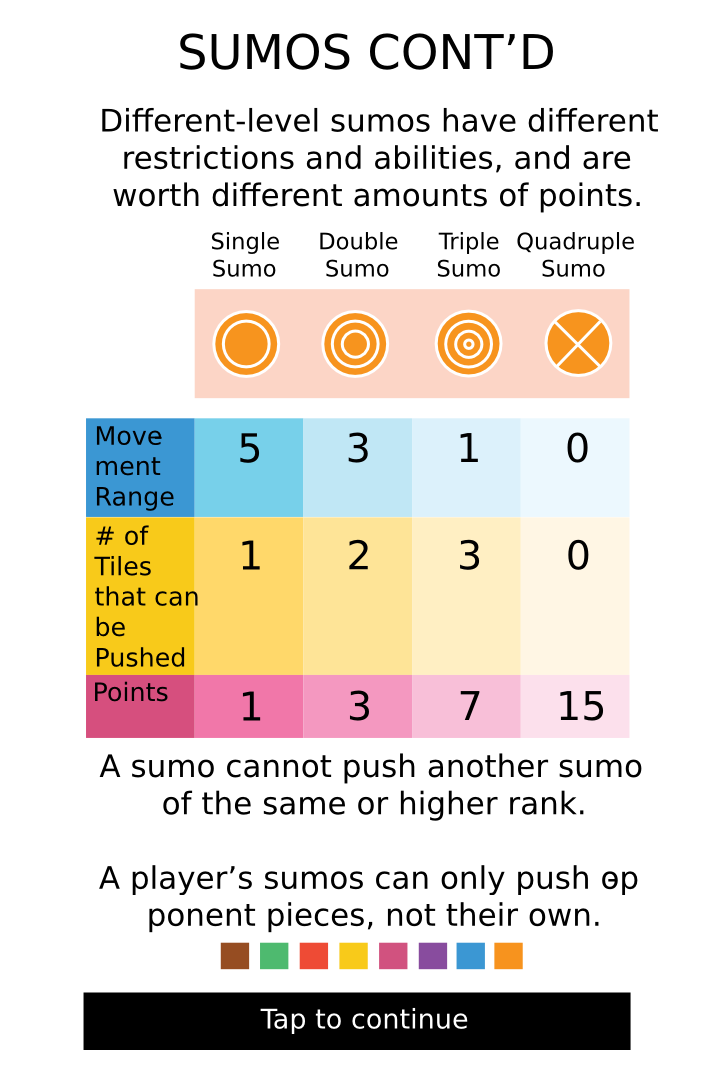 SUMOS CONT’D
Different-level sumos have different
restrictions and abilities, and are
worth different amounts of points.
Single Double Triple Quadruple
Sumo Sumo Sumo Sumo
Move
ment
Range
5 3 1 0
# of
Tiles
that can
be
Pushed
1 2 3 0
Points
1 3 7 15
A sumo cannot push another sumo
of the same or higher rank.
A player’s sumos can only push op
ponent pieces, not their own.
Tap to continue